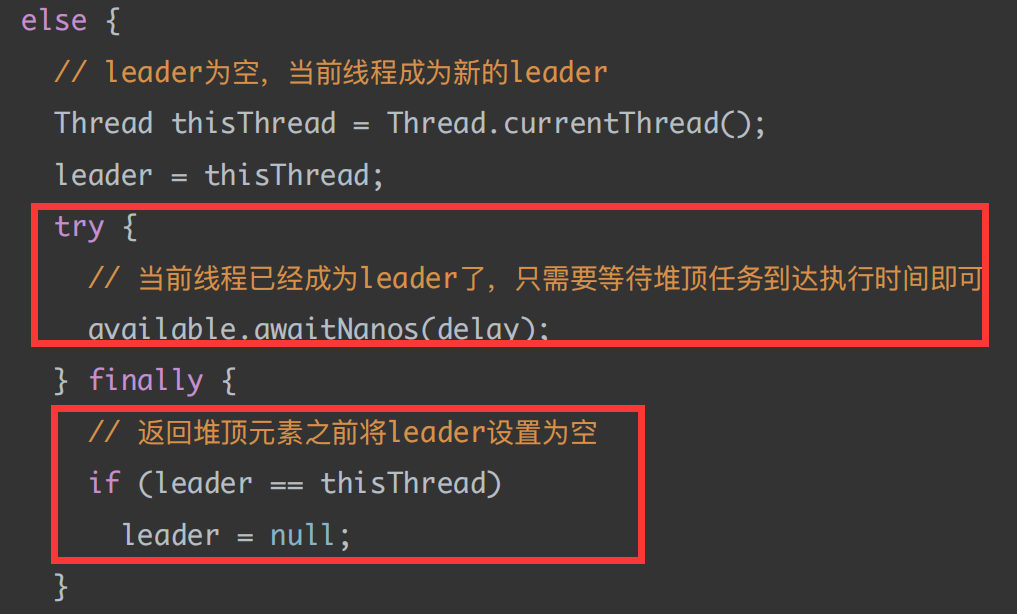 else {
// leader为空，当前线程成为新的leader
Thread thisThread = Thread.currentThread();
leader = thisThread;
try {
// 当前线程已经成为leader了，只需要等待堆顶任务到达执行时间即可
available.awaitNanos(delay);
} finally {
// 返回堆顶元素之前将leader设置为空
if (leader == thisThread)
leader = null;
}